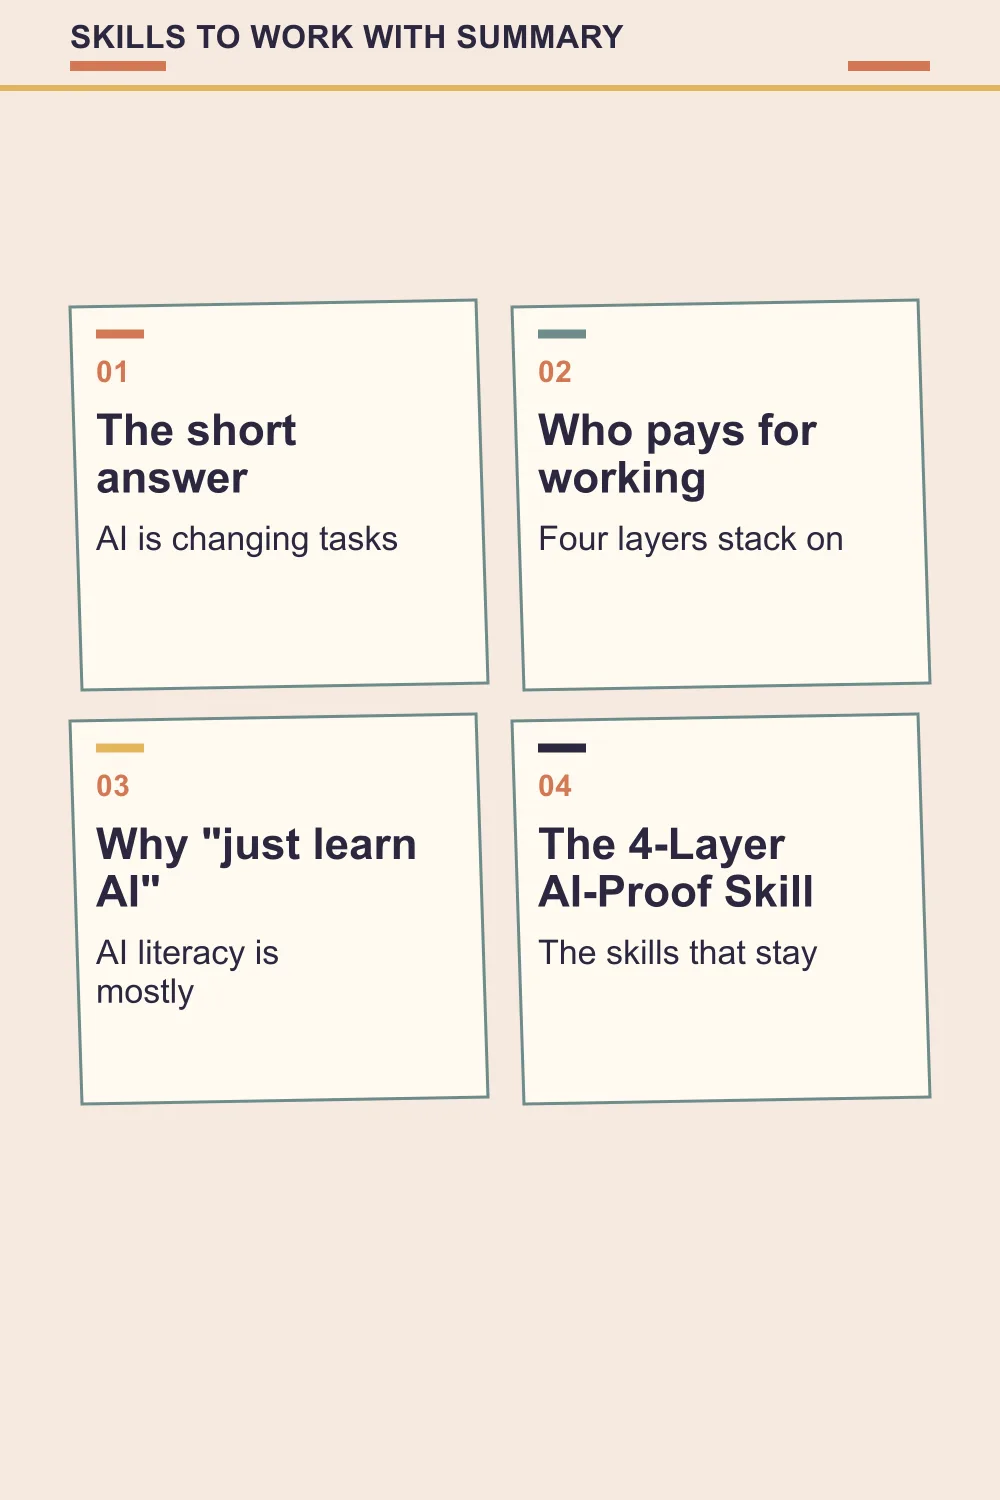 SKILLS TO WORK WITH SUMMARY
01
The short
answer
AI is changing tasks
02
Who pays for
working
Four layers stack on
03
Why "just learn
AI"
AI literacy is
mostly
04
The 4-Layer
AI-Proof Skill
The skills that stay